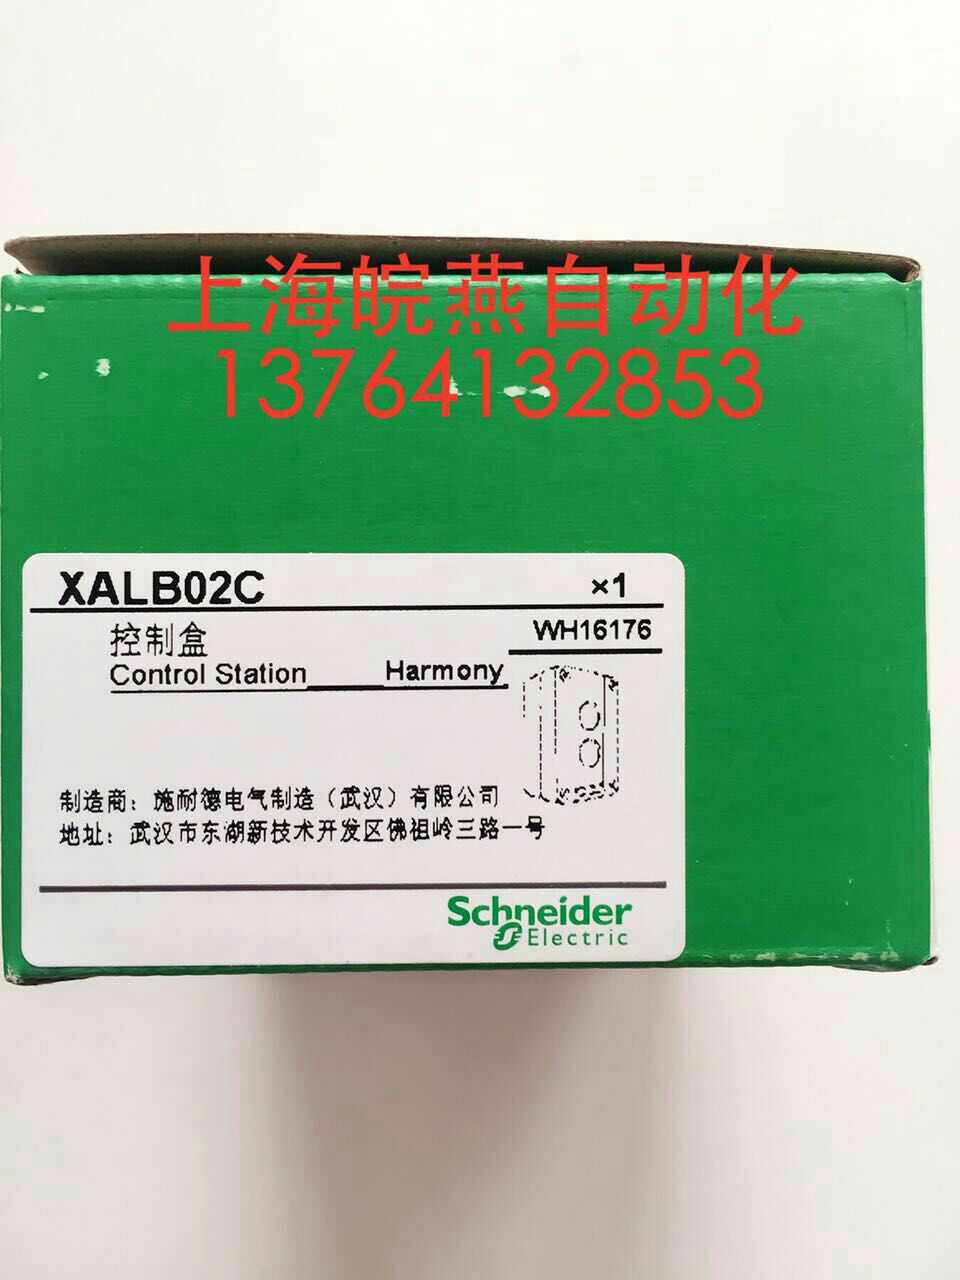 上海皖燕自动化
13764132853
XALB02C ×1
控制盒 WH16176
Control Station Harmony
制造商：施耐德电气制造（武汉）有限公司
地址：武汉市东湖新技术开发区佛祖岭三路一号
Schneider
Electric